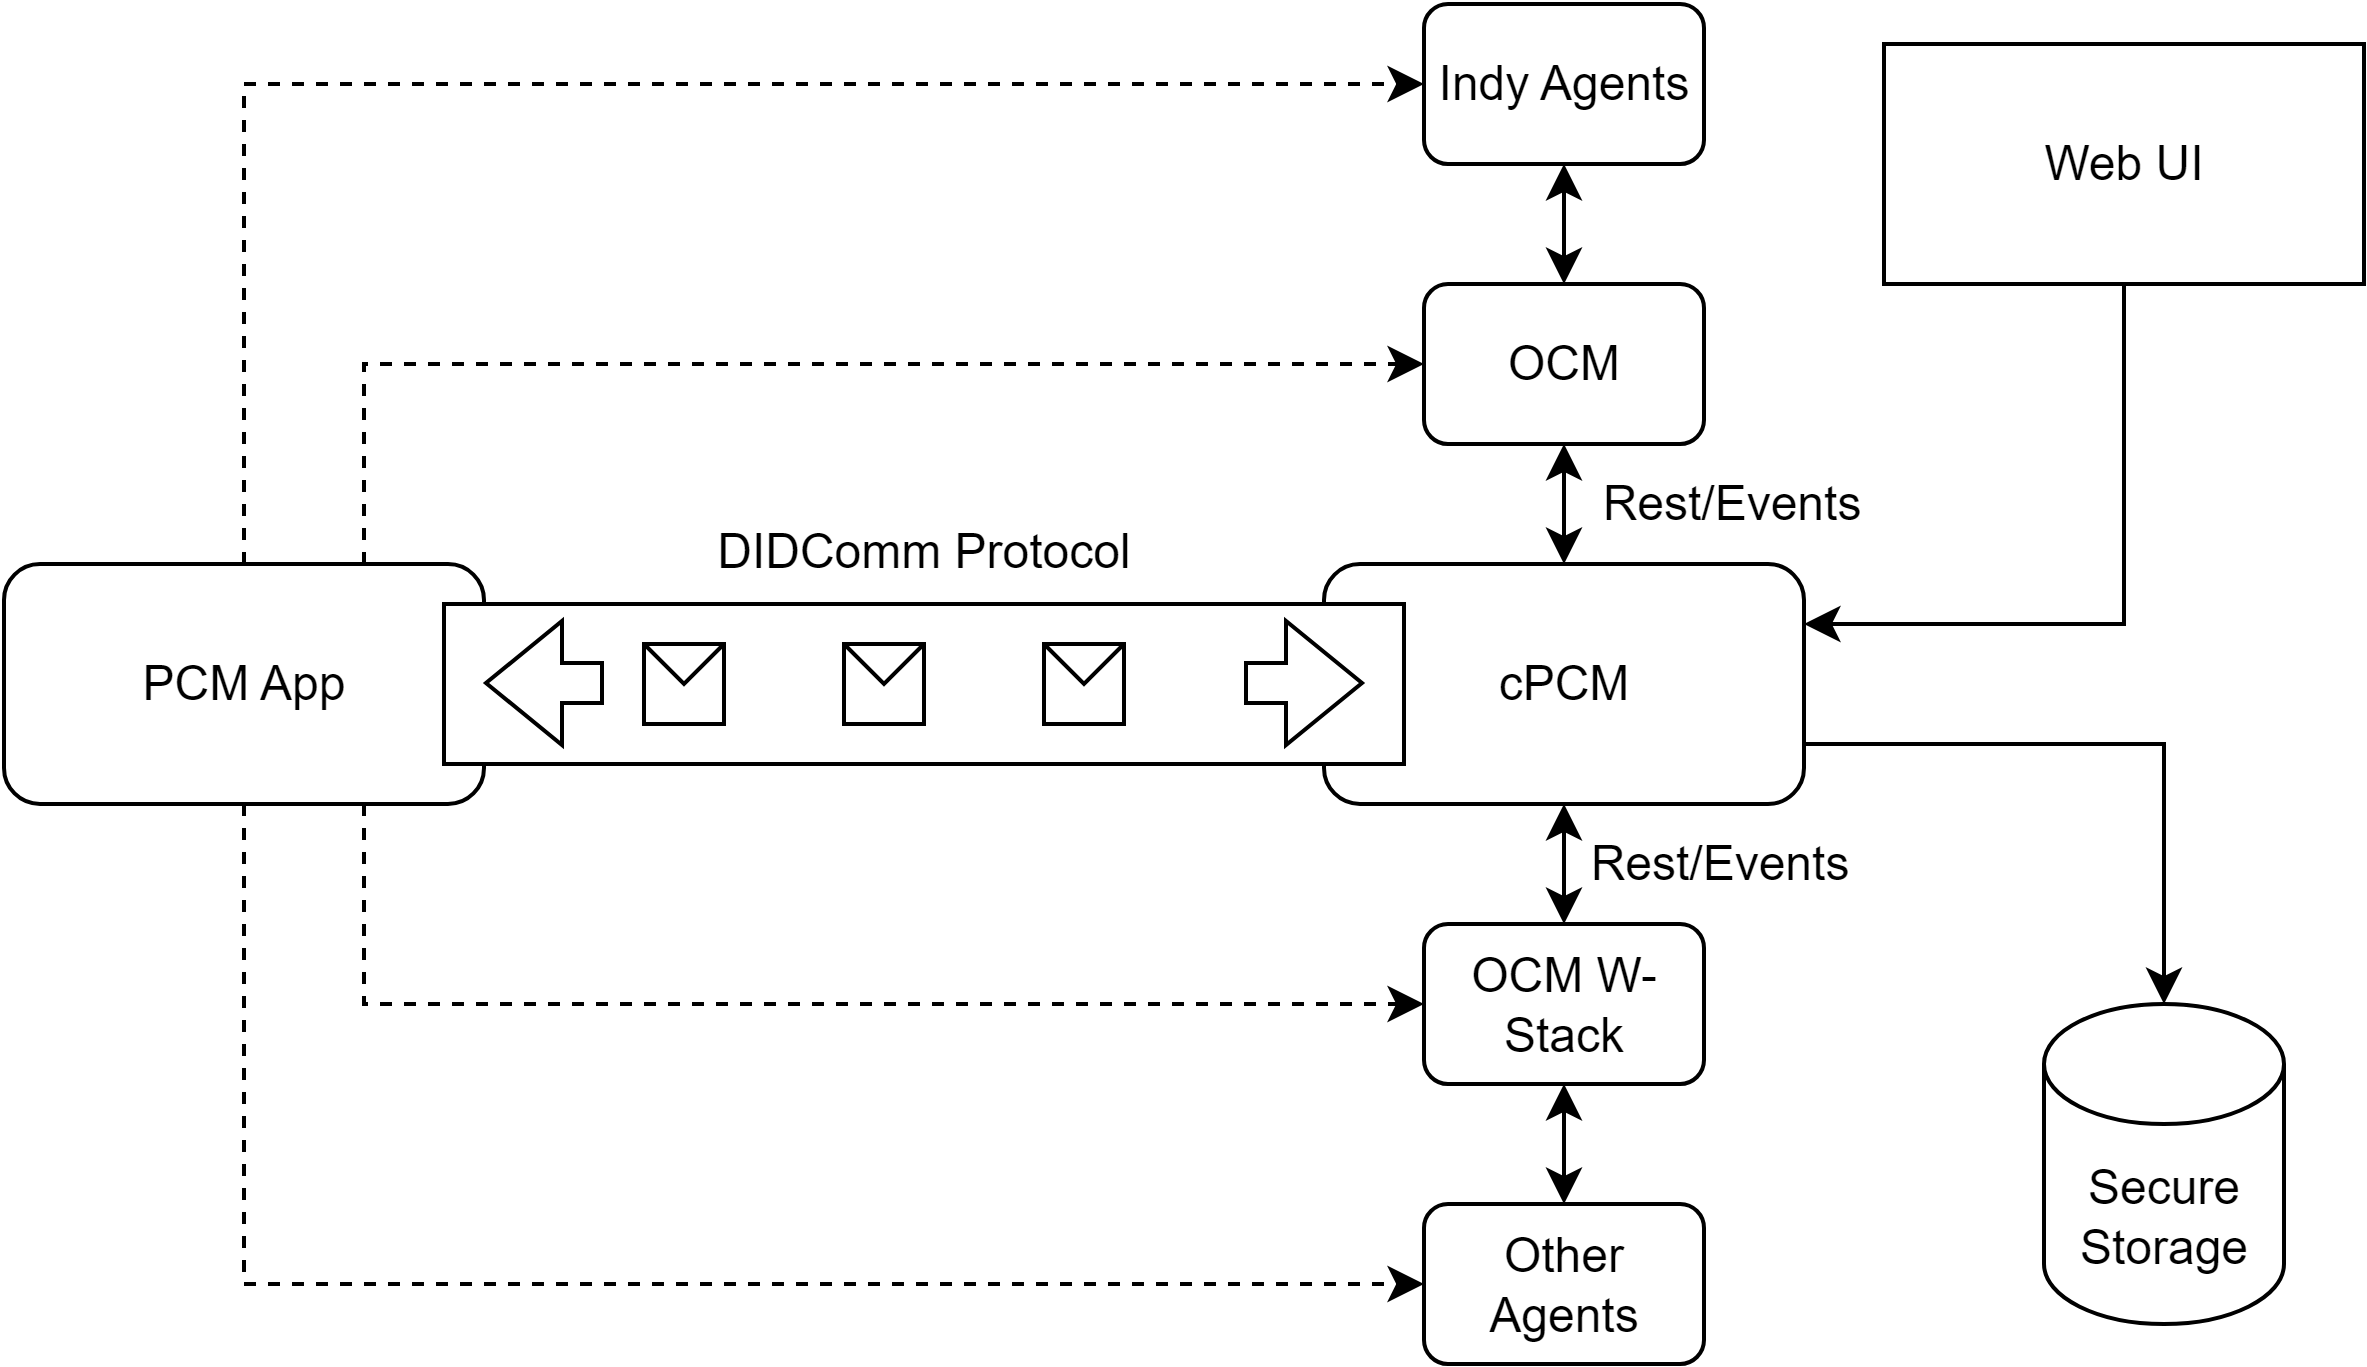 Indy Agents
Web UI
OCM
Rest/Events
DIDComm Protocol
PCM App
cPCM
Rest/Events
OCM W-
Stack
Secure
Storage
Other
Agents